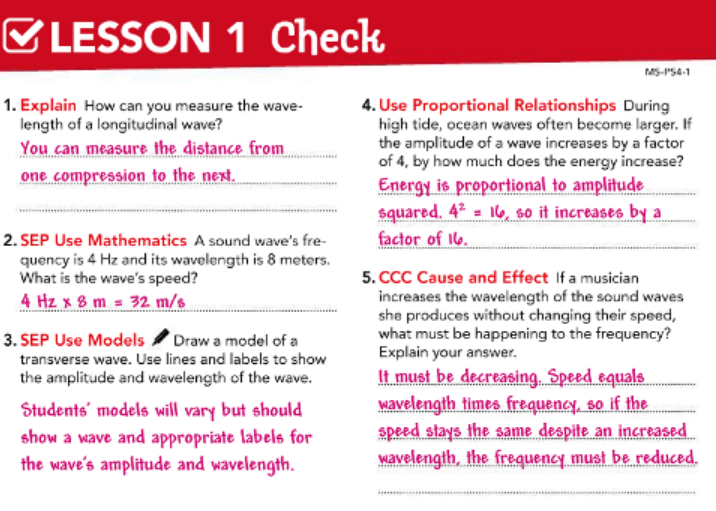 LESSON 1 Check
MS-PS4-1
1. Explain How can you measure the wave-
length of a longitudinal wave?
You can measure the distance from
one compression to the next.
2. SEP Use Mathematics A sound wave's fre-
quency is 4 Hz and its wavelength is 8 meters.
What is the wave's speed?
4 Hz x 8 m = 32 m/s
3. SEP Use Models Draw a model of a
transverse wave. Use lines and labels to show
the amplitude and wavelength of the wave.
Students' models will vary but should
show a wave and appropriate labels for
the wave's amplitude and wavelength.
4. Use Proportional Relationships During
high tide, ocean waves often become larger. If
the amplitude of a wave increases by a factor
of 4, by how much does the energy increase?
Energy is proportional to amplitude
squared. 4² = 16, so it increases by a
factor of 16.
5. CCC Cause and Effect If a musician
increases the wavelength of the sound waves
she produces without changing their speed,
what must be happening to the frequency?
Explain your answer.
It must be decreasing. Speed equals
wavelength times frequency, so if the
speed stays the same despite an increased
wavelength, the frequency must be reduced.